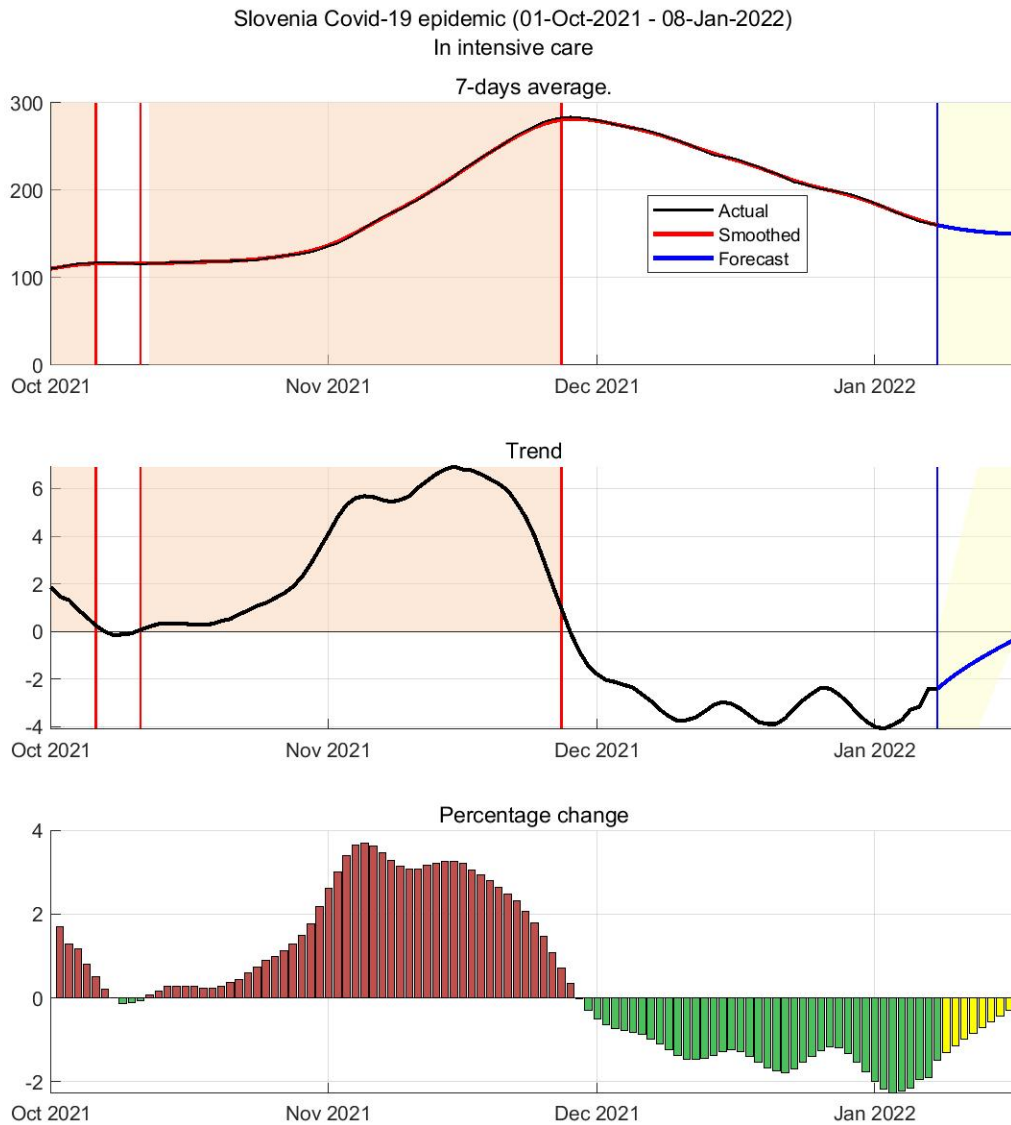 Slovenia Covid-19 epidemic (01-Oct-2021 - 08-Jan-2022)
In intensive care
7-days average.
300
200
100
0
Actual
Smoothed
Forecast
Oct 2021 Nov 2021 Dec 2021 Jan 2022
Trend
6
4
2
0
-2
-4
Oct 2021 Nov 2021 Dec 2021 Jan 2022
Percentage change
4
2
0
-2
Oct 2021 Nov 2021 Dec 2021 Jan 2022